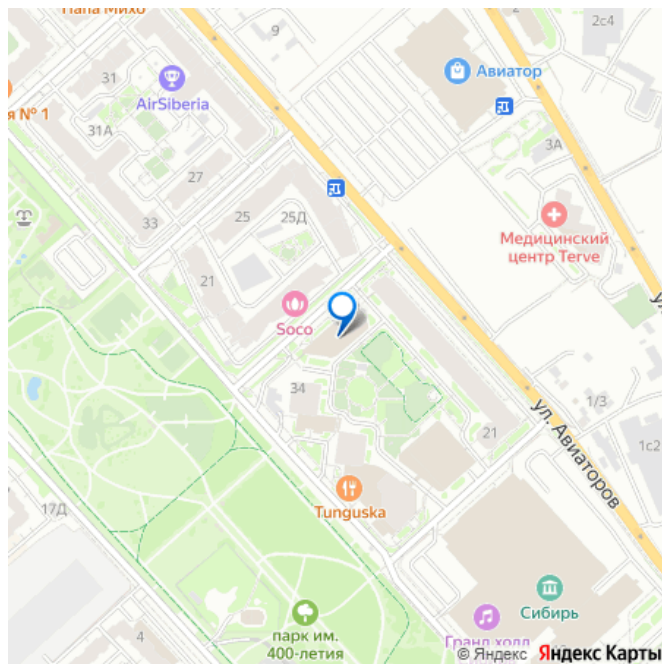 Папа Михо
9
2с4
31
AirSiberia
Авиатор
я № 1
31А
3А
27
33
25
25Д
Медицинский
центр Terve
21
Soco
34
1/3
ул. Авиаторов
21
1с2
Tunguska
17Д
Сибирь
парк им.
400-летия
4
Гранд холл
© Яндекс Яндекс Карты